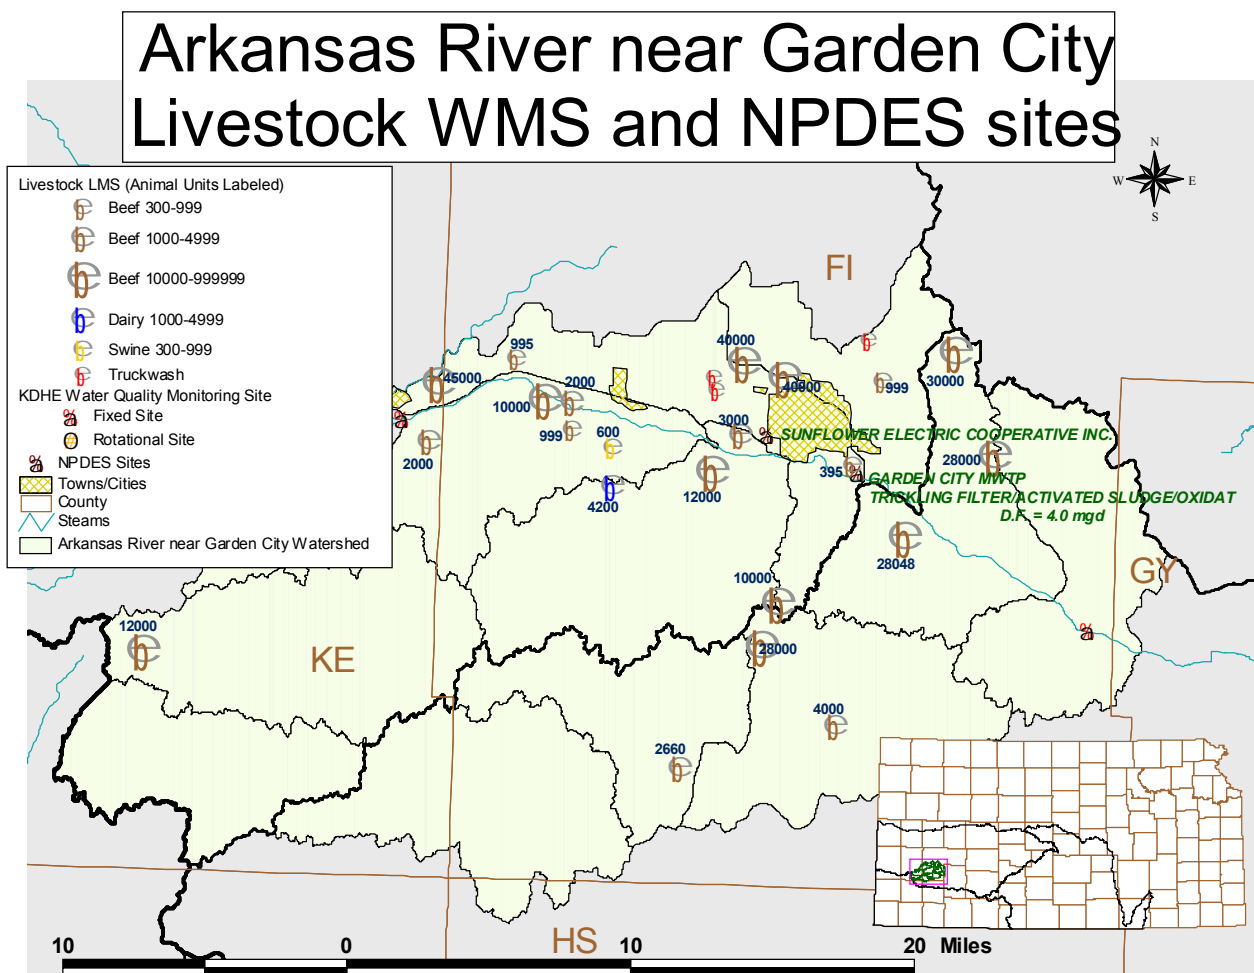 Arkansas River near Garden City
Livestock WMS and NPDES sites
N
W E
S
Livestock LMS (Animal Units Labeled)
Beef 300-999
Beef 1000-4999
Beef 10000-999999
Dairy 1000-4999
Swine 300-999
Truckwash
KDHE Water Quality Monitoring Site
Fixed Site
Rotational Site
NPDES Sites
Towns/Cities
County
Steams
Arkansas River near Garden City Watershed
FI
995
40000
45000
2000
40000
999
30000
10000
999
600
3000
SUNFLOWER ELECTRIC COOPERATIVE INC.
2000
28000
395
12000
GARDEN CITY MWTP
4200
TRICKLING FILTER/ACTIVATED SLUDGE/OXIDAT
D.F. = 4.0 mgd
28048
GY
10000
12000
KE
28000
4000
2660
HS
10 0 10 20 Miles